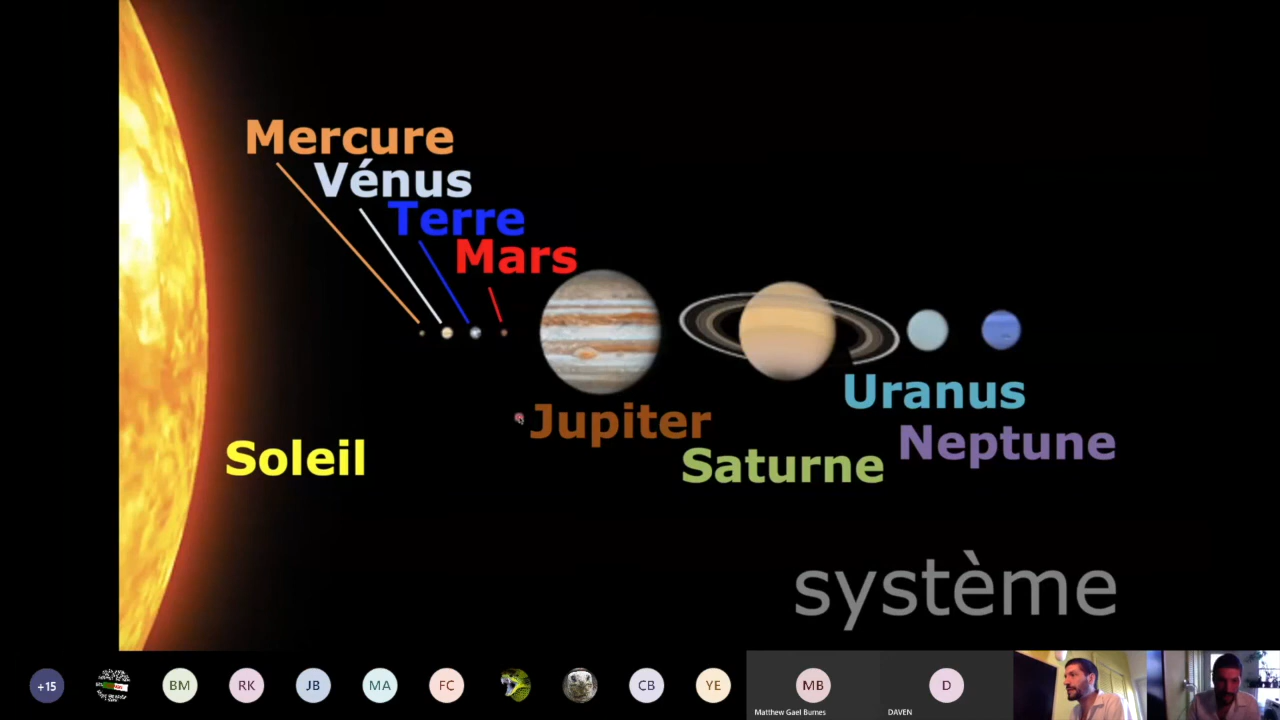 Mercure
Vénus
Terre
Mars
Jupiter
Uranus
Neptune
Soleil
Saturne
système
+15
BM
RK
JB
MA
FC
CB
YE
MB
D
Matthew Gael Bumes
DAVEN